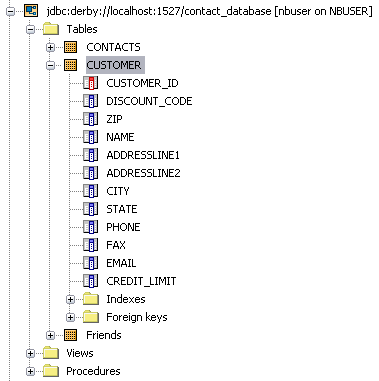 jdbc:derby://localhost:1527/contact_database [nbuser on NBUSER]
Tables
CONTACTS
CUSTOMER
CUSTOMER_ID
DISCOUNT_CODE
ZIP
NAME
ADDRESSLINE1
ADDRESSLINE2
CITY
STATE
PHONE
FAX
EMAIL
CREDIT_LIMIT
Indexes
Foreign keys
Friends
Views
Procedures